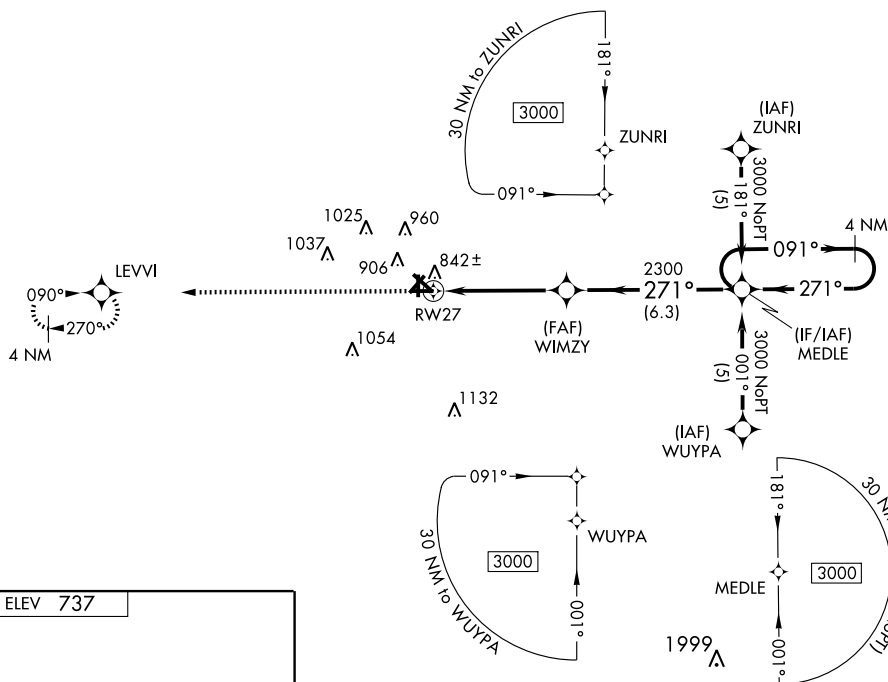 30 NM to ZUNRI
181°
3000
ZUNRI
091°
(IAF)
ZUNRI
3000 NoPT
181°
(5)
4 NM
091°
271°
1025
960
1037
906
842±
LEVVI
090°
270°
4 NM
RW27
2300
271°
(6.3)
(FAF)
WIMZY
(IF/IAF)
MEDLE
1054
3000 NoPT
001°
(5)
1132
(IAF)
WUYPA
091°
WUYPA
3000
30 NM to WUYPA
001°
181°
30 NM
MEDLE
3000
001°
1999
ELEV 737